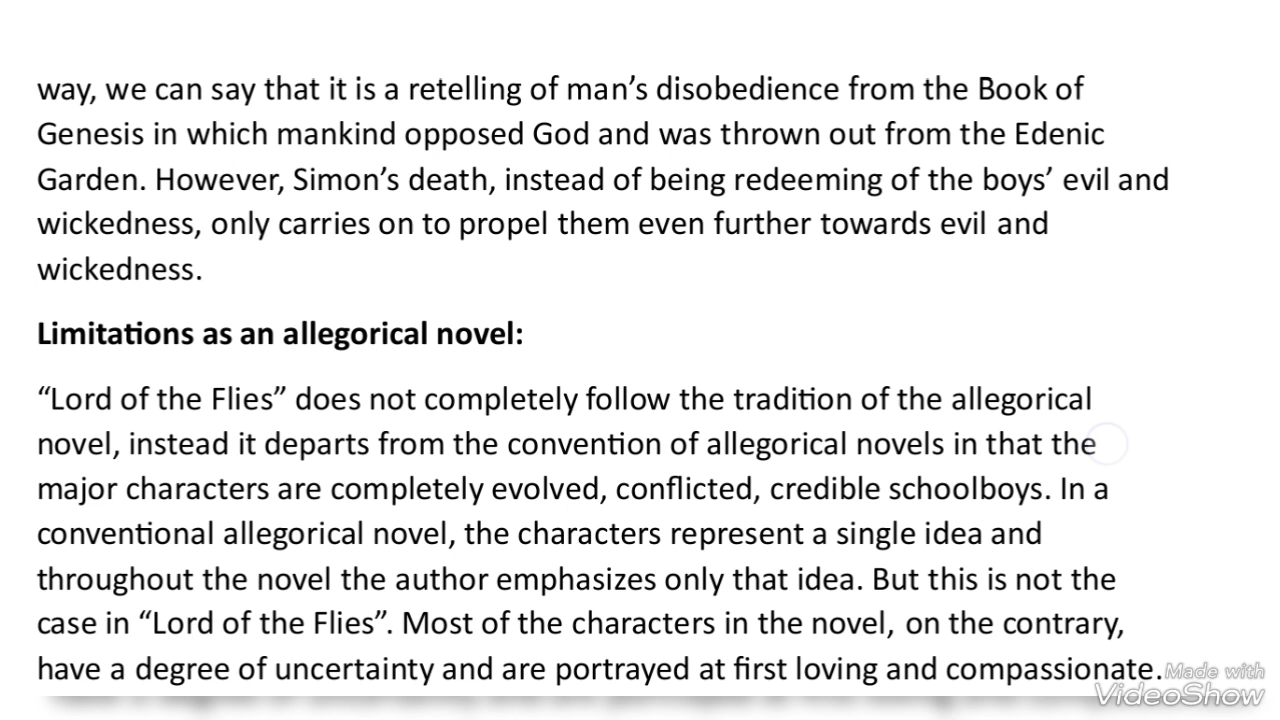 way, we can say that it is a retelling of man’s disobedience from the Book of
Genesis in which mankind opposed God and was thrown out from the Edenic
Garden. However, Simon’s death, instead of being redeeming of the boys’ evil and
wickedness, only carries on to propel them even further towards evil and
wickedness.
Limitations as an allegorical novel:
“Lord of the Flies” does not completely follow the tradition of the allegorical
novel, instead it departs from the convention of allegorical novels in that the
major characters are completely evolved, conflicted, credible schoolboys. In a
conventional allegorical novel, the characters represent a single idea and
throughout the novel the author emphasizes only that idea. But this is not the
case in “Lord of the Flies”. Most of the characters in the novel, on the contrary,
have a degree of uncertainty and are portrayed at first loving and compassionate.
Made with
VideoShow